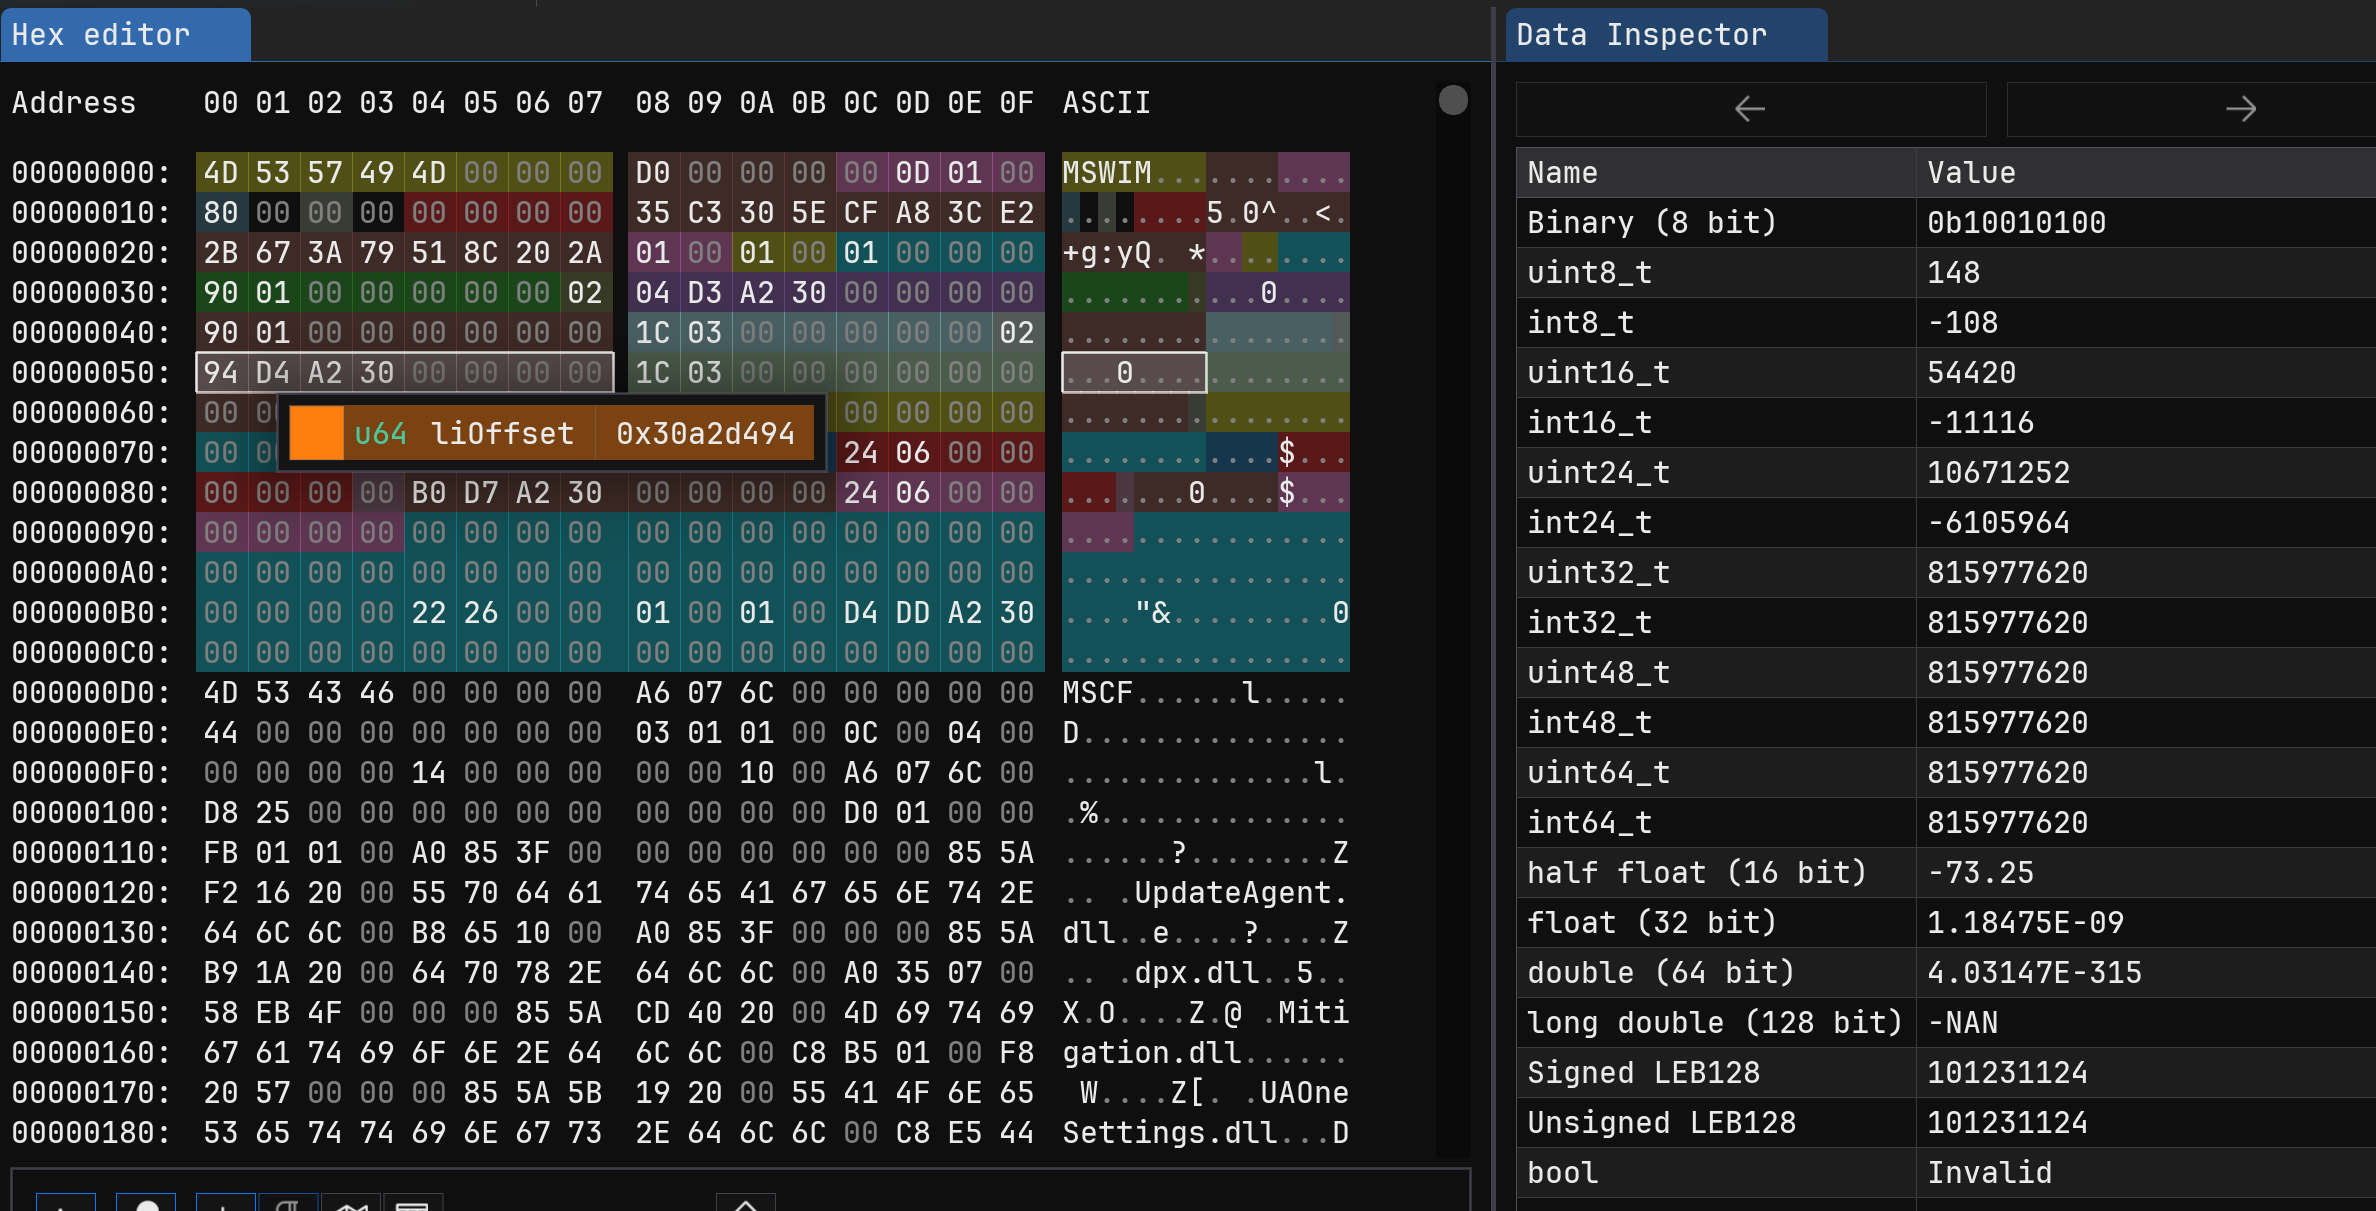 Hex editor
Address 00 01 02 03 04 05 06 07 08 09 0A 0B 0C 0D 0E 0F ASCII
00000000: 4D 53 57 49 4D 00 00 00 D0 00 00 00 00 0D 01 00 MSWIM...........
00000010: 80 00 00 00 00 00 00 00 35 C3 30 5E CF A8 3C E2 ........5.0^..<.
00000020: 2B 67 3A 79 51 8C 20 2A 01 00 01 00 01 00 00 00 +g:yQ. *........
00000030: 90 01 00 00 00 00 00 02 04 D3 A2 30 00 00 00 00 ...........0....
00000040: 90 01 00 00 00 00 00 00 1C 03 00 00 00 00 00 02 ................
00000050: 94 D4 A2 30 00 00 00 00 1C 03 00 00 00 00 00 00 ...0............
00000060: 00 00 00 00 00 00 ................
u64 liOffset 0x30a2d494
00000070: 00 00 24 06 00 00 ............$...
00000080: 00 00 00 00 B0 D7 A2 30 00 00 00 00 24 06 00 00 .......0....$...
00000090: 00 00 00 00 00 00 00 00 00 00 00 00 00 00 00 00 ................
000000A0: 00 00 00 00 00 00 00 00 00 00 00 00 00 00 00 00 ................
000000B0: 00 00 00 00 22 26 00 00 01 00 01 00 D4 DD A2 30 ...."&.........0
000000C0: 00 00 00 00 00 00 00 00 00 00 00 00 00 00 00 00 ................
000000D0: 4D 53 43 46 00 00 00 00 A6 07 6C 00 00 00 00 00 MSCF......l.....
000000E0: 44 00 00 00 00 00 00 00 03 01 01 00 0C 00 04 00 D...............
000000F0: 00 00 00 00 14 00 00 00 00 00 10 00 A6 07 6C 00 ..............l.
00000100: D8 25 00 00 00 00 00 00 00 00 00 00 D0 01 00 00 .%..............
00000110: FB 01 01 00 A0 85 3F 00 00 00 00 00 00 00 85 5A ......?........Z
00000120: F2 16 20 00 55 70 64 61 74 65 41 67 65 6E 74 2E .. .UpdateAgent.
00000130: 64 6C 6C 00 B8 65 10 00 A0 85 3F 00 00 00 85 5A dll..e....?....Z
00000140: B9 1A 20 00 64 70 78 2E 64 6C 6C 00 A0 35 07 00 .. .dpx.dll..5..
00000150: 58 EB 4F 00 00 00 85 5A CD 40 20 00 4D 69 74 69 X.O....Z.@ .Miti
00000160: 67 61 74 69 6F 6E 2E 64 6C 6C 00 C8 B5 01 00 F8 gation.dll......
00000170: 20 57 00 00 00 85 5A 5B 19 20 00 55 41 4F 6E 65 W....Z[. .UAOne
00000180: 53 65 74 74 69 6E 67 73 2E 64 6C 6C 00 C8 E5 44 Settings.dll...D
Data Inspector
Name Value
Binary (8 bit) 0b10010100
uint8_t 148
int8_t -108
uint16_t 54420
int16_t -11116
uint24_t 10671252
int24_t -6105964
uint32_t 815977620
int32_t 815977620
uint48_t 815977620
int48_t 815977620
uint64_t 815977620
int64_t 815977620
half float (16 bit) -73.25
float (32 bit) 1.18475E-09
double (64 bit) 4.03147E-315
long double (128 bit) -NAN
Signed LEB128 101231124
Unsigned LEB128 101231124
bool Invalid